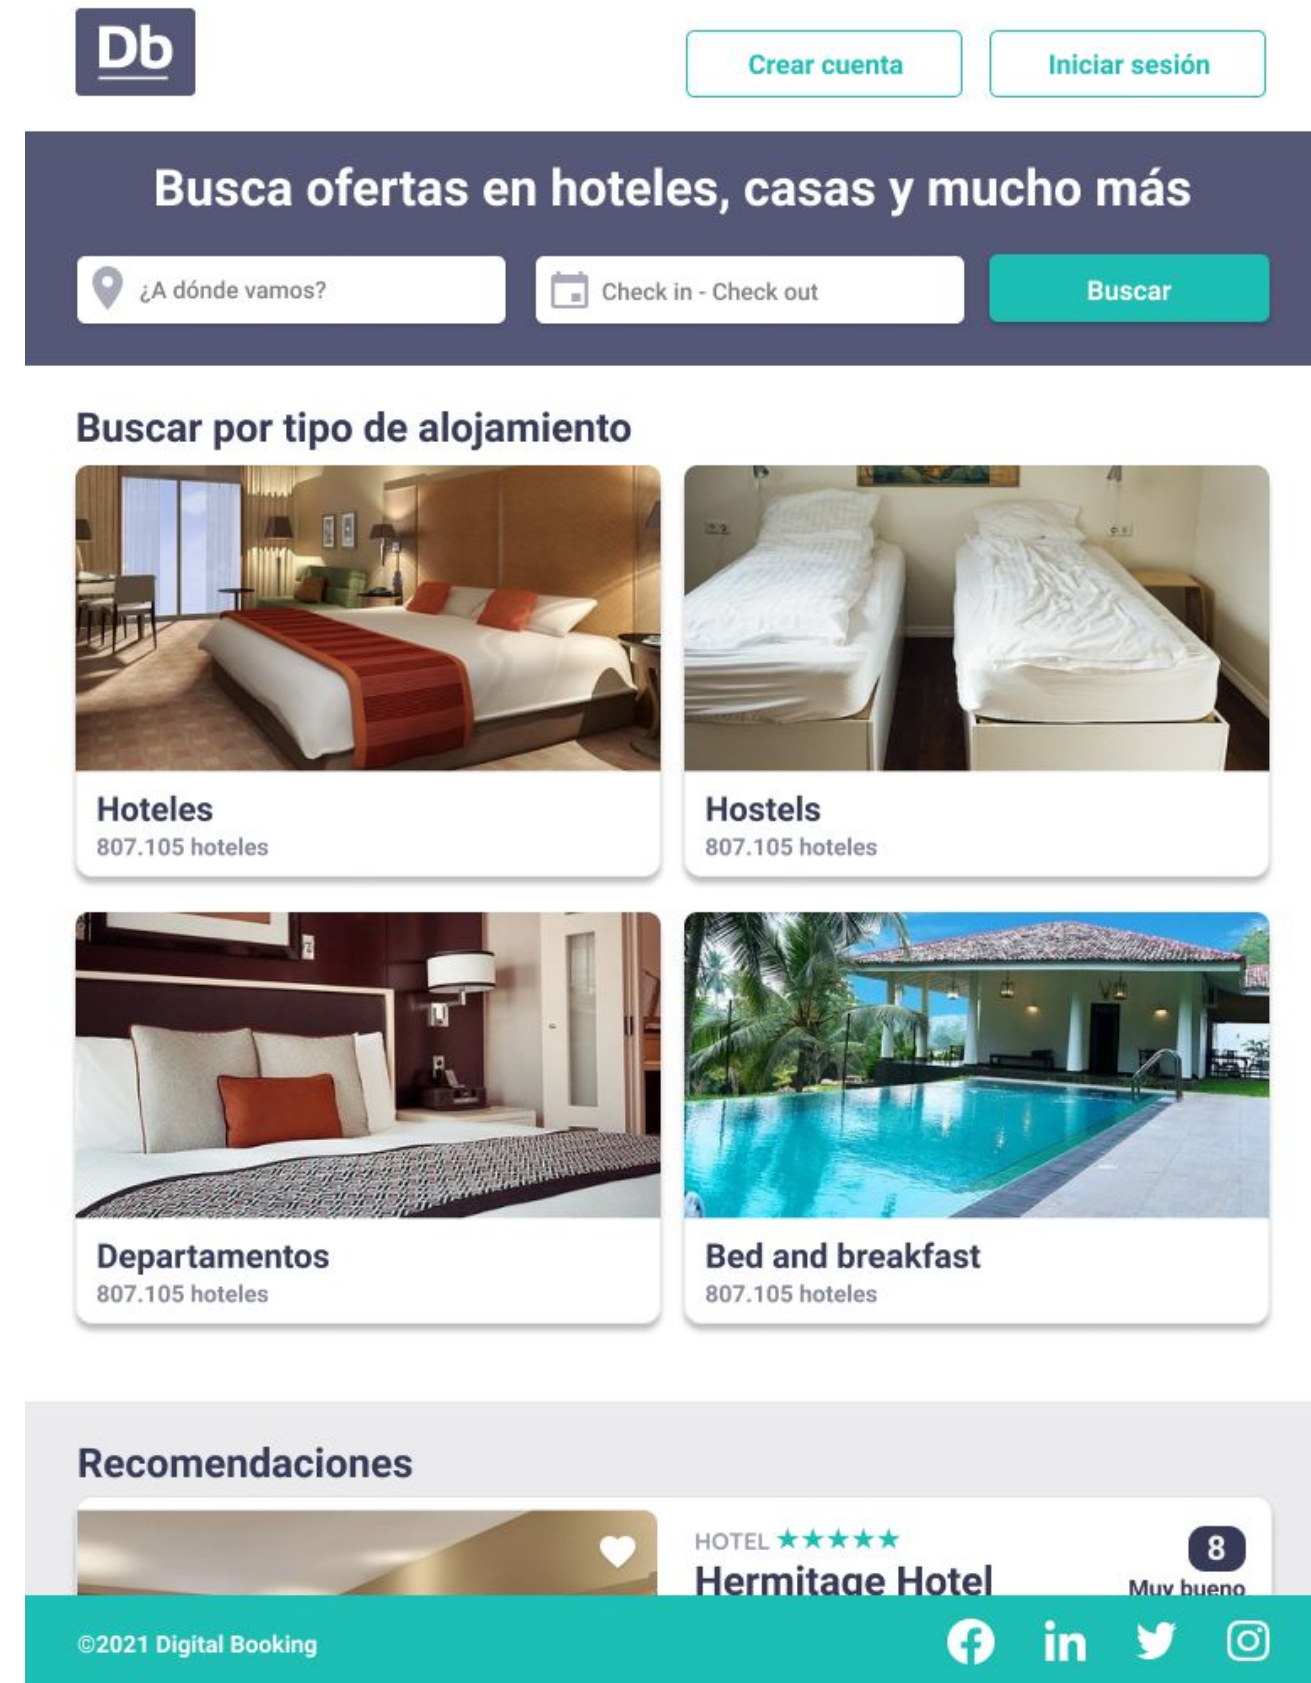 Db
Crear cuenta
Iniciar sesión
Busca ofertas en hoteles, casas y mucho más
¿A dónde vamos?
Check in - Check out
Buscar
Buscar por tipo de alojamiento
Hoteles
807.105 hoteles
Hostels
807.105 hoteles
Departamentos
807.105 hoteles
Bed and breakfast
807.105 hoteles
Recomendaciones
HOTEL ★★★★★
8
Hermitage Hotel
Muy bueno
©2021 Digital Booking